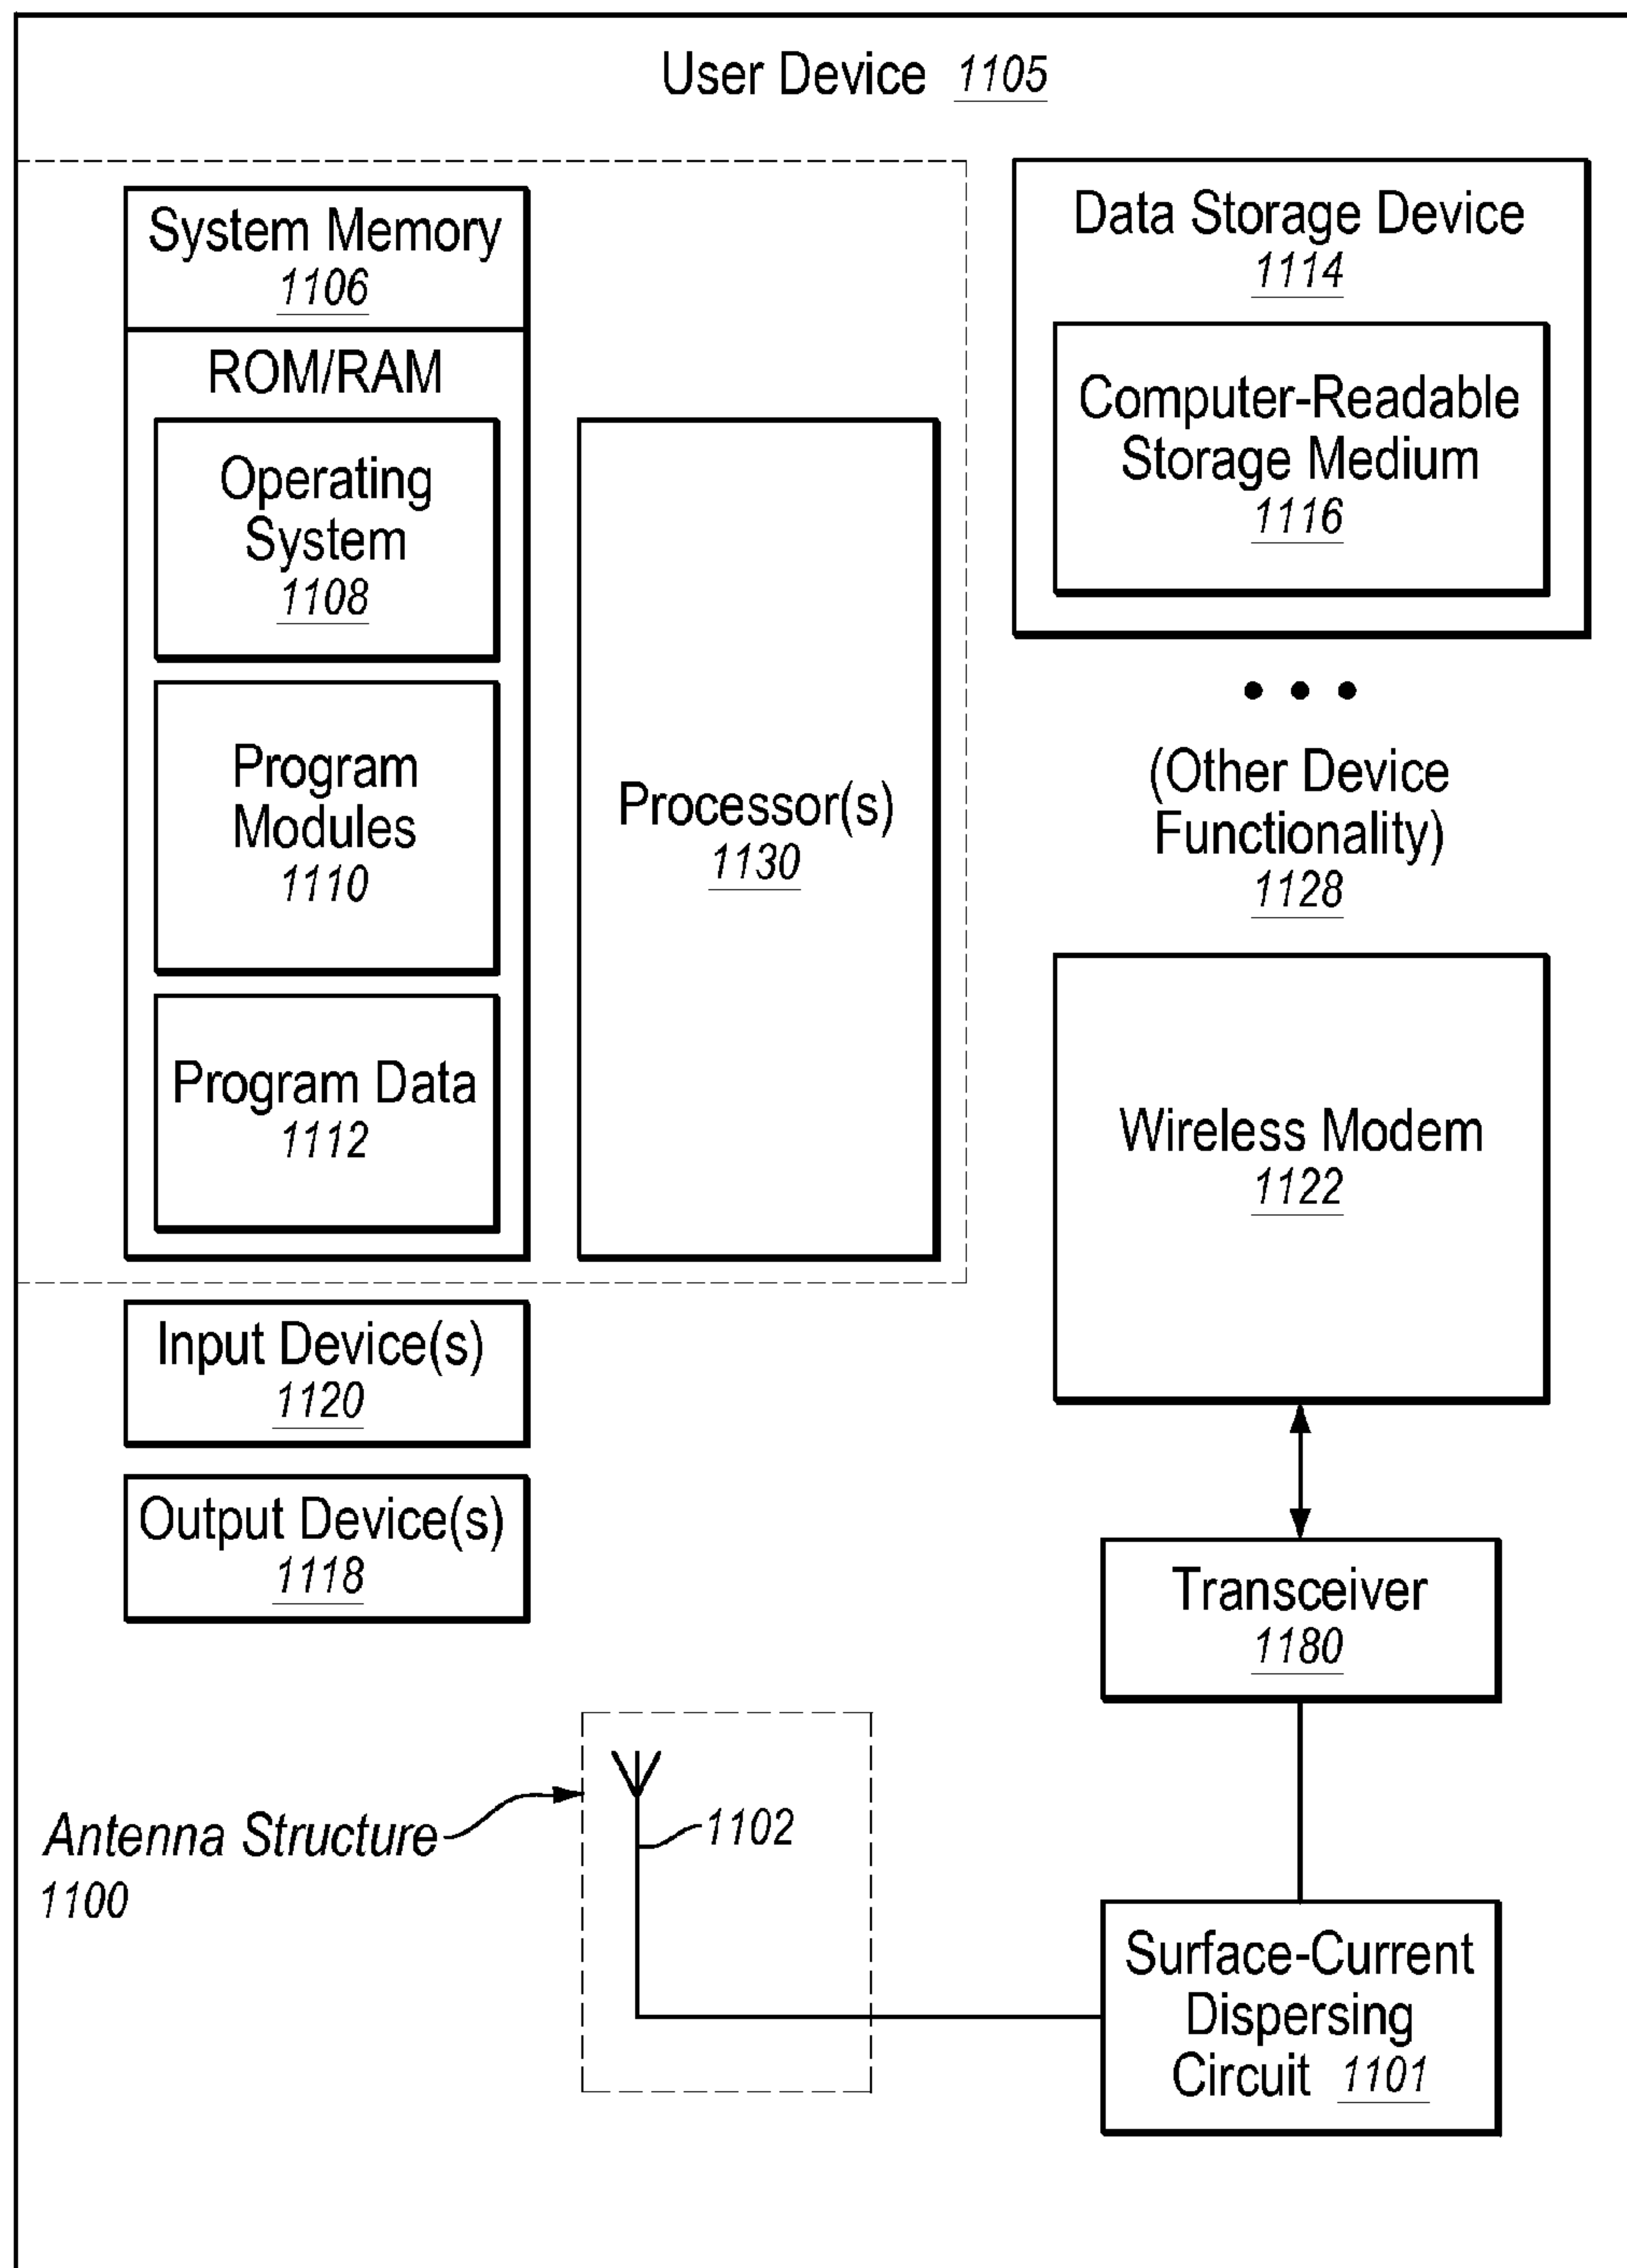 User Device 1105
System Memory
1106
ROM/RAM
Operating
System
1108
Program
Modules
1110
Program Data
1112
Processor(s)
1130
Data Storage Device
1114
Computer-Readable
Storage Medium
1116
(Other Device
Functionality)
1128
Wireless Modem
1122
Input Device(s)
1120
Output Device(s)
1118
Transceiver
1180
Antenna Structure
1100
1102
Surface-Current
Dispersing
Circuit 1101